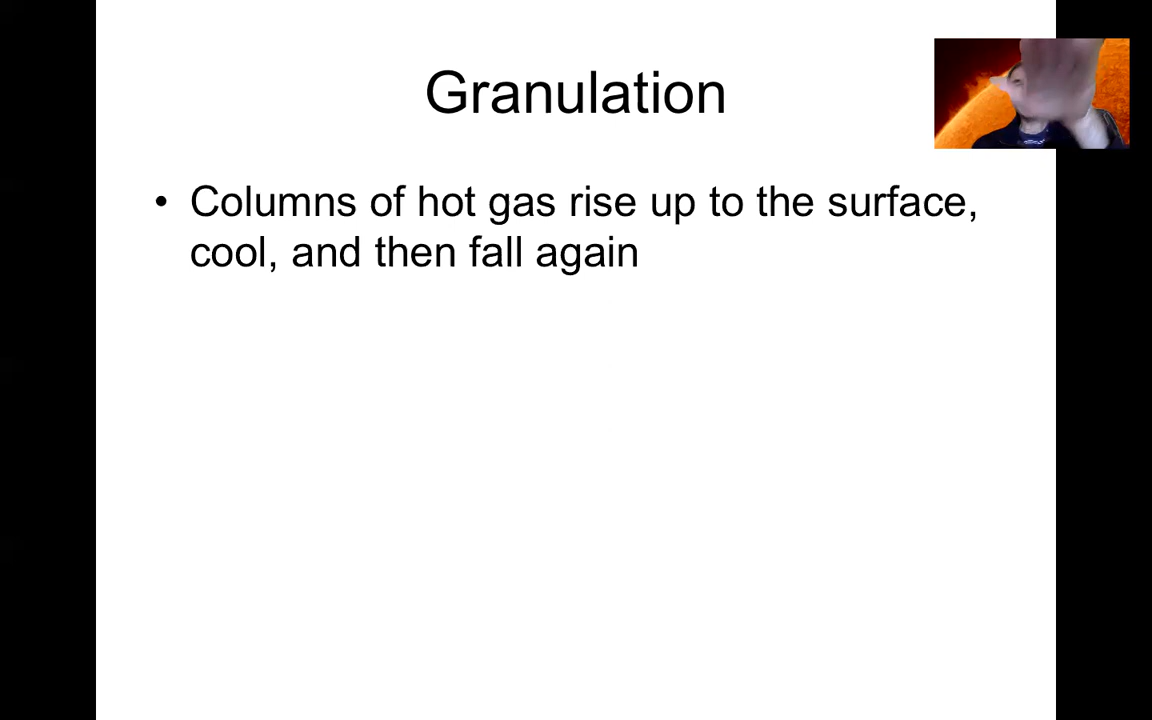 Granulation
• Columns of hot gas rise up to the surface,
cool, and then fall again